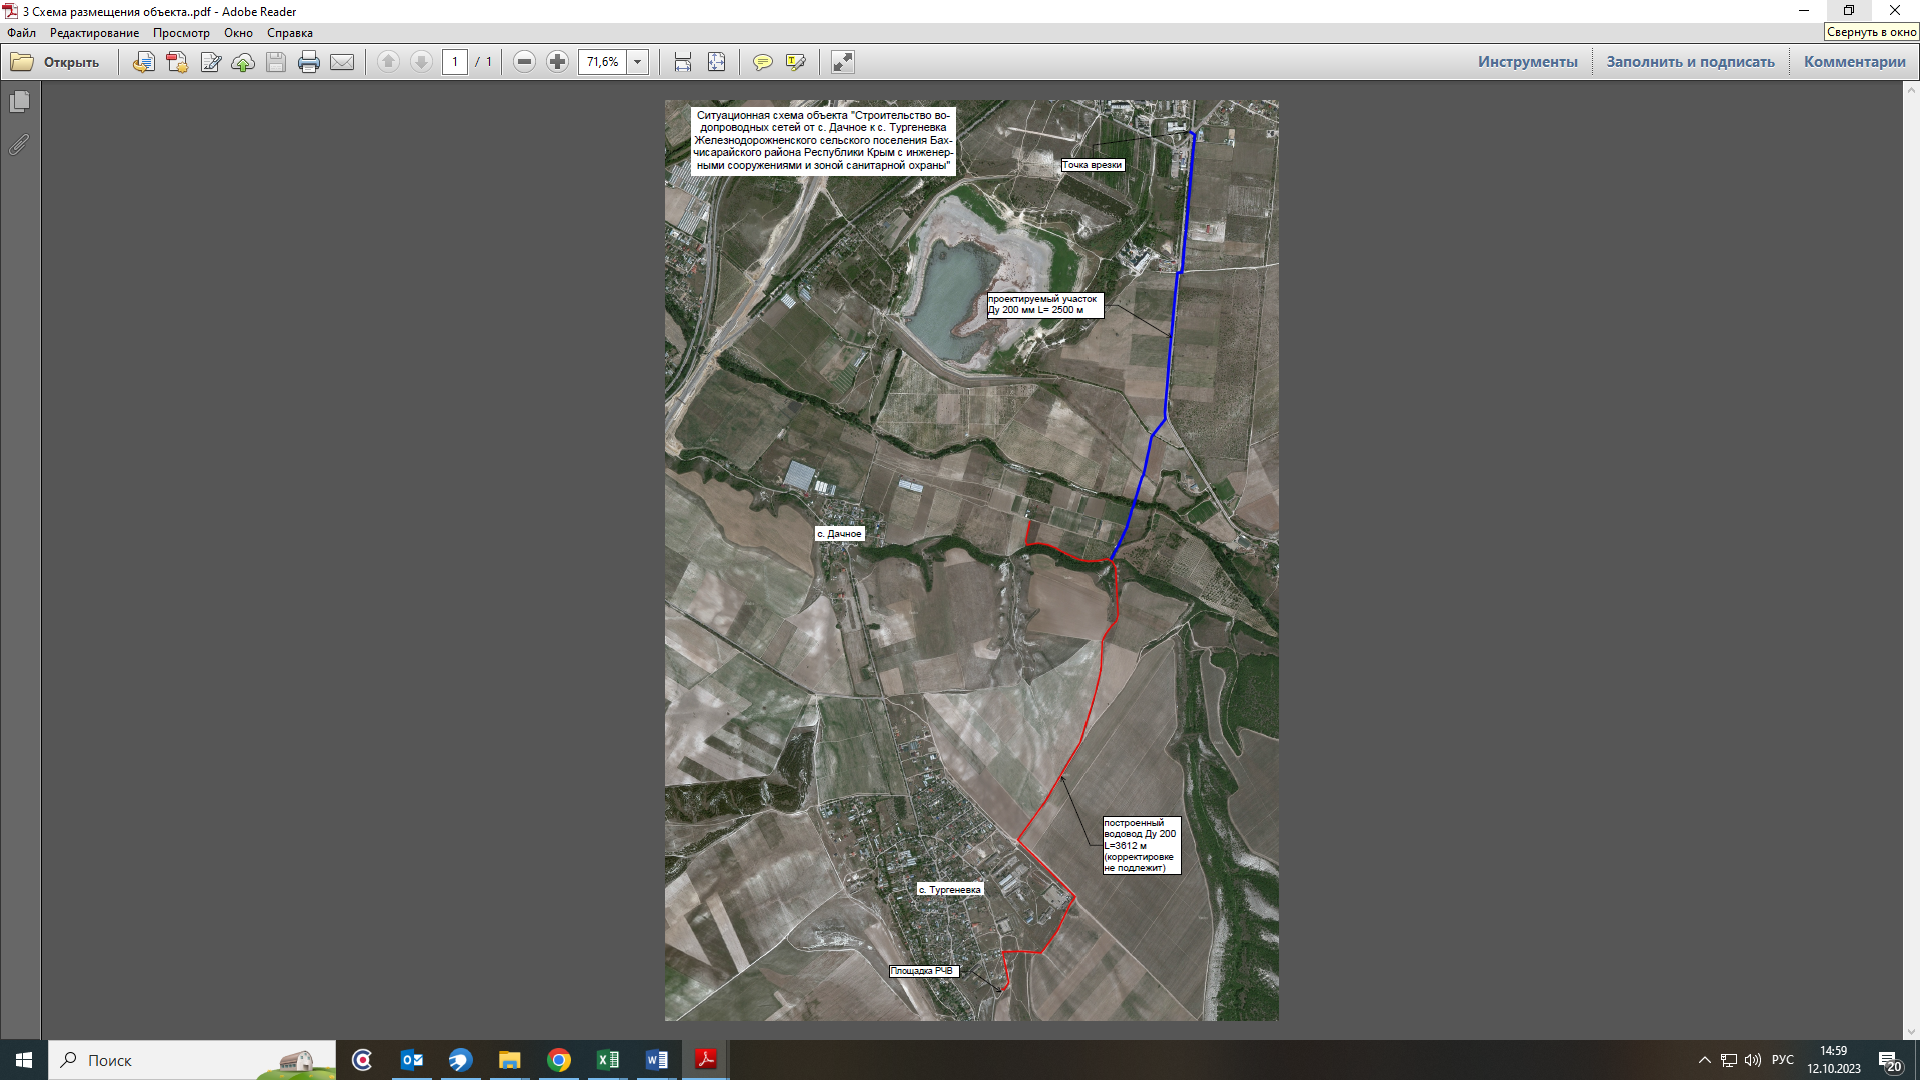 3 Схема размещения объекта..pdf - Adobe Reader
Свернуть в окно
Файл Редактирование Просмотр Окно Справка
Открыть 1 / 1 71,6% Инструменты Заполнить и подписать Комментарии
Ситуационная схема объекта "Строительство во-
допроводных сетей от с. Дачное к с. Тургеневка
Железнодорожненского сельского поселения Бах-
чисарайского района Республики Крым с инженер-
ными сооружениями и зоной санитарной охраны"
Точка врезки
проектируемый участок
Ду 200 мм L= 2500 м
с. Дачное
построенный
водовод Ду 200
L=3612 м
(корректировке
не подлежит)
с. Тургеневка
Площадка РЧВ
Поиск
РУС
14:59
12.10.2023
20